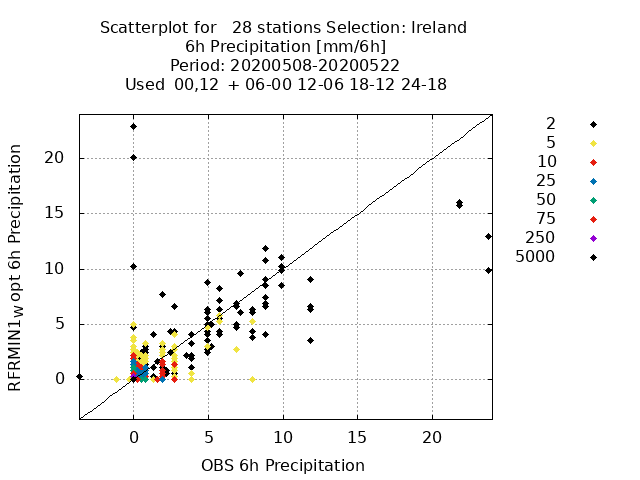 Scatterplot for 28 stations Selection: Ireland
6h Precipitation [mm/6h]
Period: 20200508-20200522
Used 00,12 + 06-00 12-06 18-12 24-18
2
5
10
25
50
75
250
5000
RFRMIN1W opt 6h Precipitation
20
15
10
5
0
0 5 10 15 20
OBS 6h Precipitation